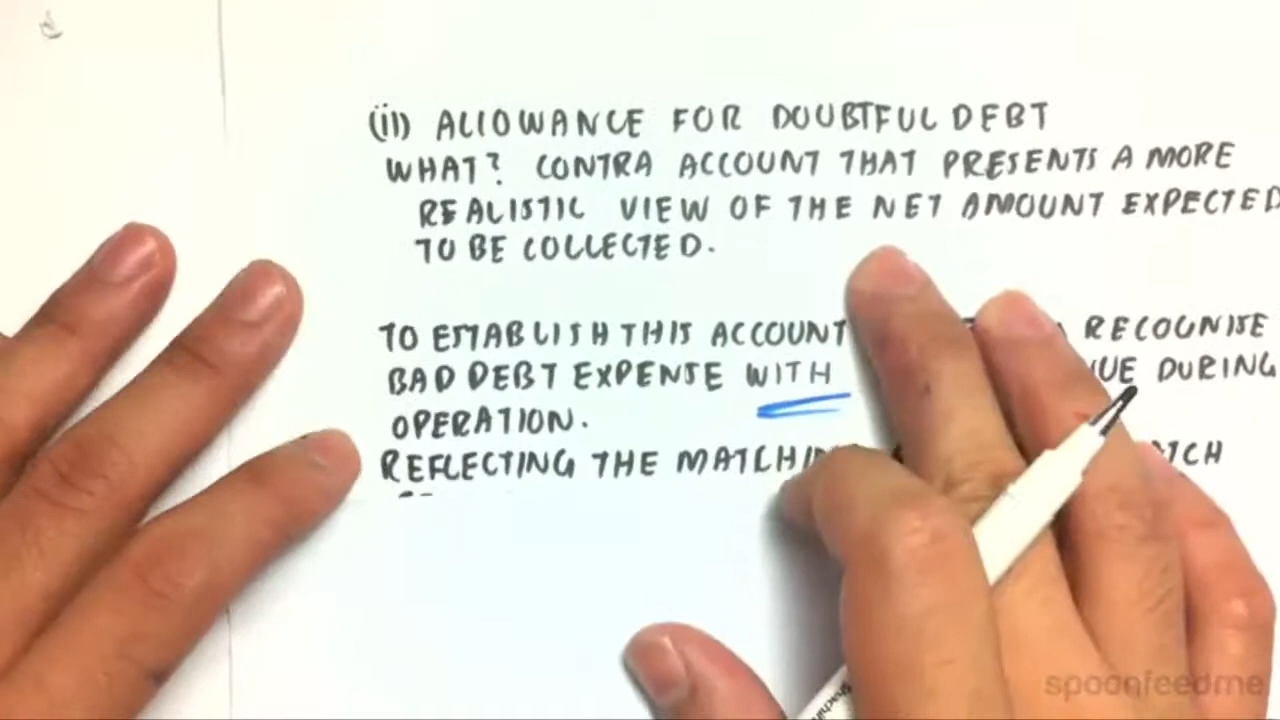 (ii) ALLOWANCE FOR DOUBTFUL DEBT
WHAT? CONTRA ACCOUNT THAT PRESENTS A MORE
REALISTIC VIEW OF THE NET AMOUNT EXPECTED
TO BE COLLECTED.
TO ESTABLISH THIS ACCOUNT RECOGNISE
BAD DEBT EXPENSE WITH DURING
OPERATION.
REFLECTING THE
spoonfeedme